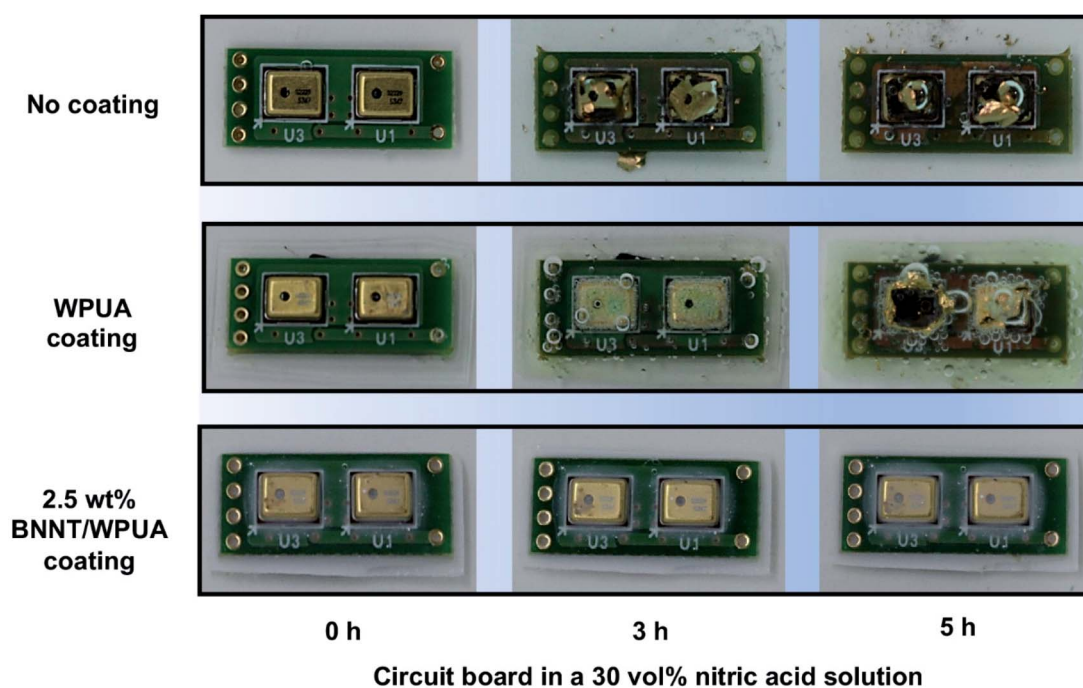 No coating
U3 U1
U3 U1
U3 U1
WPUA
coating
U3 U1
U3 U1
U3 U1
2.5 wt%
BNNT/WPUA
coating
U3 U1
U3 U1
U3 U1
0 h 3 h 5 h
Circuit board in a 30 vol% nitric acid solution